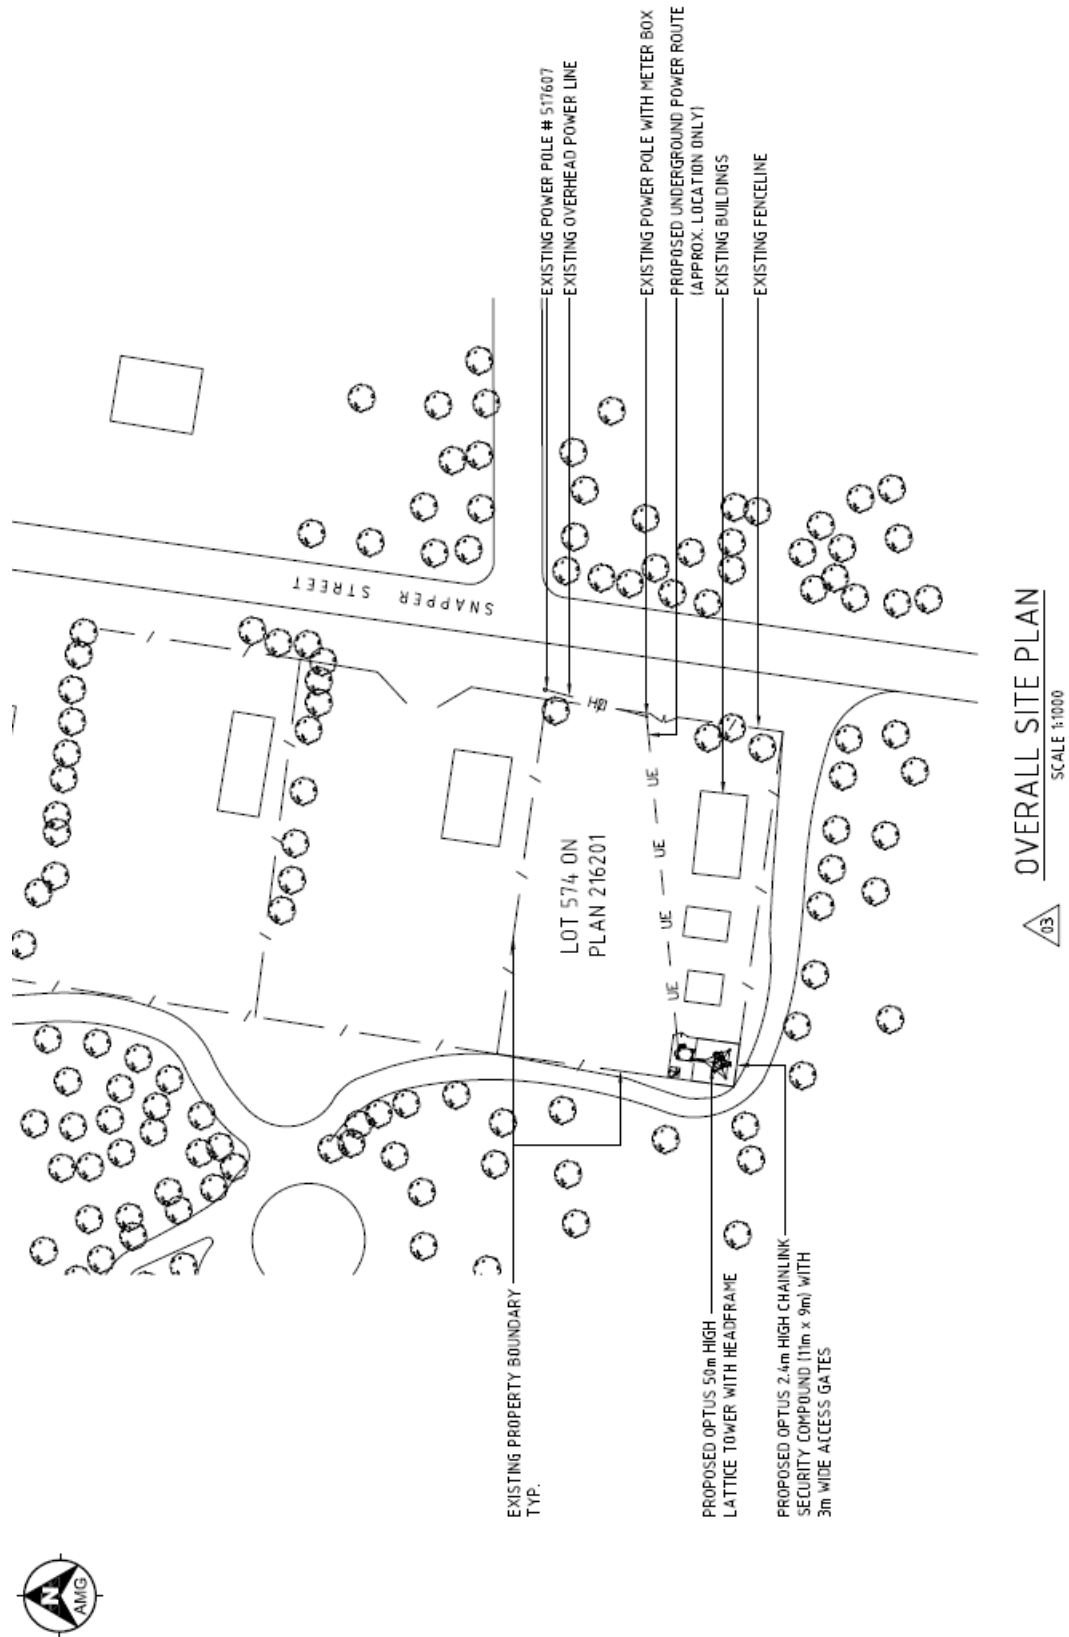 EXISTING POWER POLE # 517607
EXISTING OVERHEAD POWER LINE
EXISTING POWER POLE WITH METER BOX
PROPOSED UNDERGROUND POWER ROUTE
(APPROX. LOCATION ONLY)
EXISTING BUILDINGS
EXISTING FENCELINE
SNAPPER STREET
LOT 574 ON
PLAN 216201
UE
UE
UE
UE
EXISTING PROPERTY BOUNDARY
TYP.
PROPOSED OPTUS 50m HIGH
LATTICE TOWER WITH HEADFRAME
PROPOSED OPTUS 2.4m HIGH CHAINLINK
SECURITY COMPOUND (11m x 9m) WITH
3m WIDE ACCESS GATES
N
AMG
03
OVERALL SITE PLAN
SCALE 1:1000